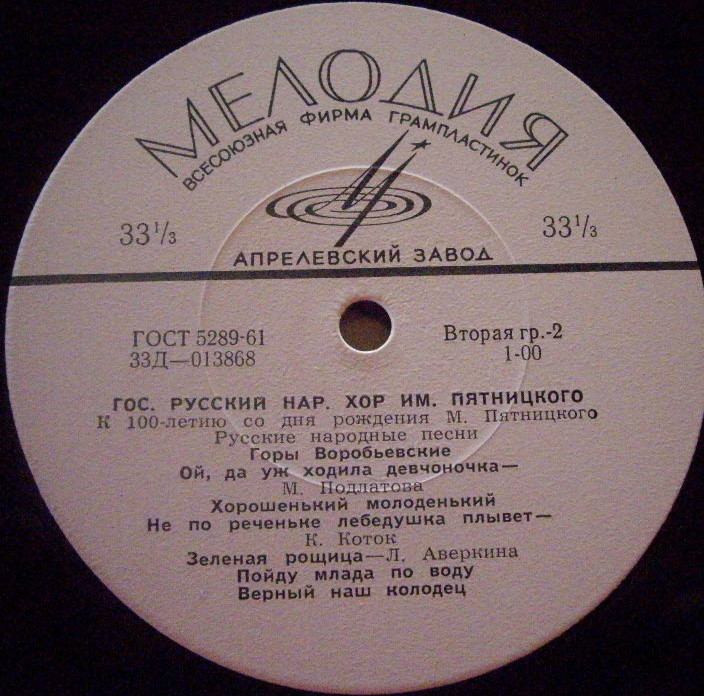 МЕЛОДИЯ
ВСЕСОЮЗНАЯ ФИРМА ГРАМПЛАСТИНОК
33⅓ 33⅓
АПРЕЛЕВСКИЙ ЗАВОД
ГОСТ 5289-61 Вторая гр.-2
33Д—013868 1-00
ГОС. РУССКИЙ НАР. ХОР ИМ. ПЯТНИЦКОГО
К 100-летию со дня рождения М. Пятницкого
Русские народные песни
Горы Воробьевские
Ой, да уж ходила девчоночка—
М. Подлатова
Хорошенький молоденький
Не по реченьке лебедушка плывет—
К. Коток
Зеленая рощица—Л. Аверкина
Пойду млада по воду
Верный наш колодец